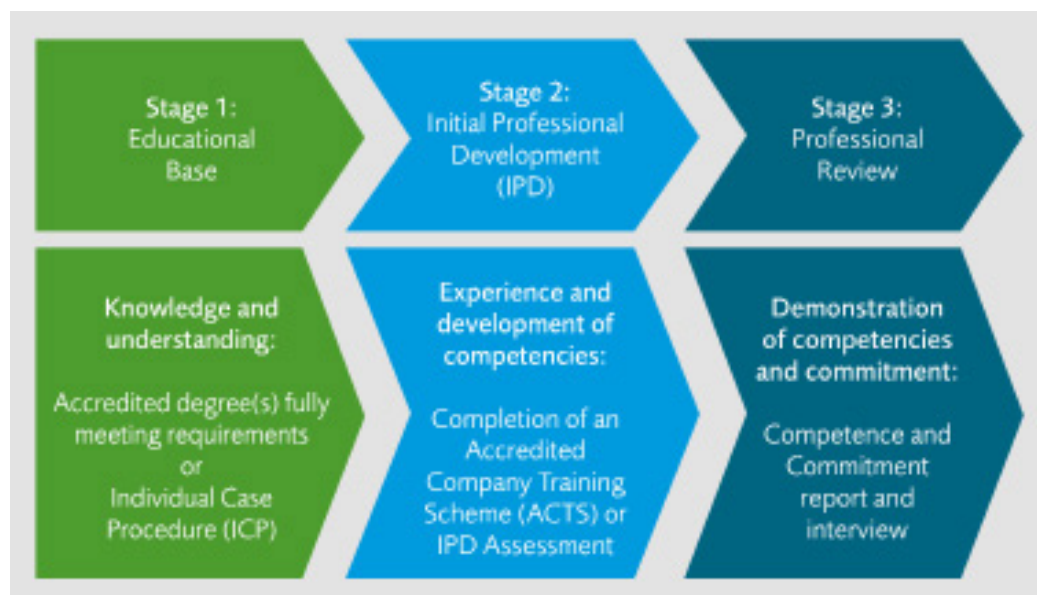 Stage 1:
Educational
Base
Stage 2:
Initial Professional
Development
(IPD)
Stage 3:
Professional
Review
Knowledge and
understanding:
Accredited degree(s) fully
meeting requirements
or
Individual Case
Procedure (ICP)
Experience and
development of
competencies:
Completion of an
Accredited
Company Training
Scheme (ACTS) or
IPD Assessment
Demonstration
of competencies
and commitment:
Competence and
Commitment
report and
interview